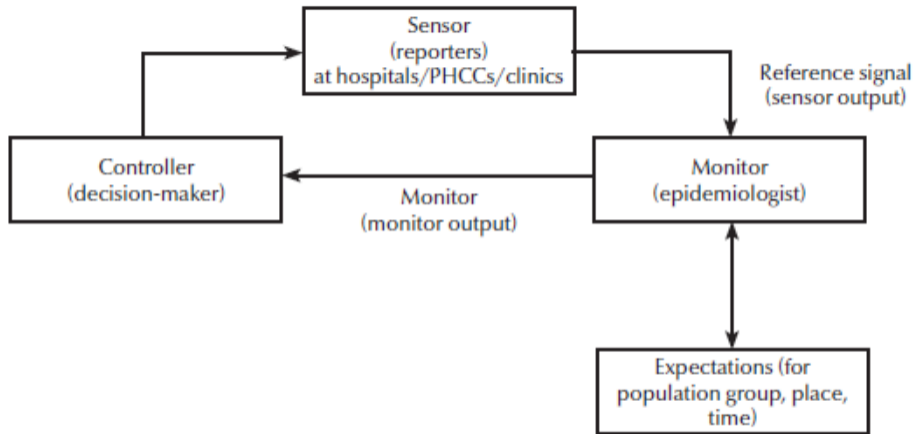 Sensor
(reporters)
at hospitals/PHCCs/clinics
Reference signal
(sensor output)
Controller
(decision-maker)
Monitor
(monitor output)
Monitor
(epidemiologist)
Expectations (for
population group, place,
time)